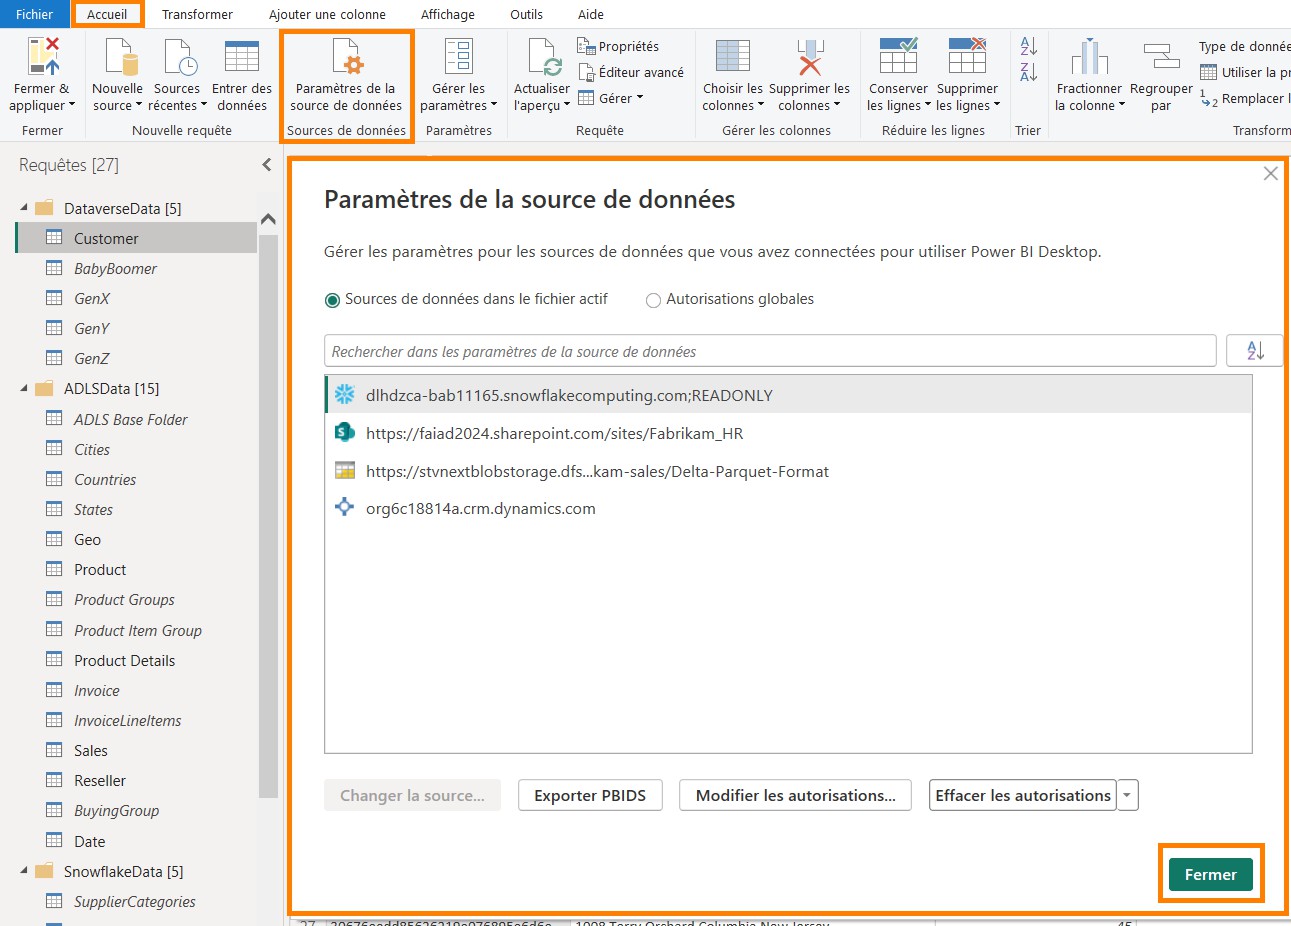 Fichier
Accueil
Transformer
Ajouter une colonne
Affichage
Outils
Aide
Fermer &
appliquer
Fermer
Nouvelle
source
Sources
récentes
Entrer des
données
Nouvelle requête
Paramètres de la
source de données
Sources de données
Gérer les
paramètres
Paramètres
Actualiser
l'aperçu
Propriétés
Éditeur avancé
Gérer
Requête
Choisir les
colonnes
Supprimer les
colonnes
Gérer les colonnes
Conserver
les lignes
Supprimer
les lignes
Réduire les lignes
Trier
Fractionner
la colonne
Regrouper
par
Type de donnée
Utiliser la pr
Remplacer l
Transform
Requêtes [27]
DataverseData [5]
Customer
BabyBoomer
GenX
GenY
GenZ
ADLSData [15]
ADLS Base Folder
Cities
Countries
States
Geo
Product
Product Groups
Product Item Group
Product Details
Invoice
InvoiceLineItems
Sales
Reseller
BuyingGroup
Date
SnowflakeData [5]
SupplierCategories
Paramètres de la source de données
Gérer les paramètres pour les sources de données que vous avez connectées pour utiliser Power BI Desktop.
Sources de données dans le fichier actif
Autorisations globales
Rechercher dans les paramètres de la source de données
dlhdzca-bab11165.snowflakecomputing.com;READONLY
https://faiad2024.sharepoint.com/sites/Fabrikam_HR
https://stvnextblobstorage.dfs...kam-sales/Delta-Parquet-Format
org6c18814a.crm.dynamics.com
Changer la source...
Exporter PBIDS
Modifier les autorisations...
Effacer les autorisations
Fermer